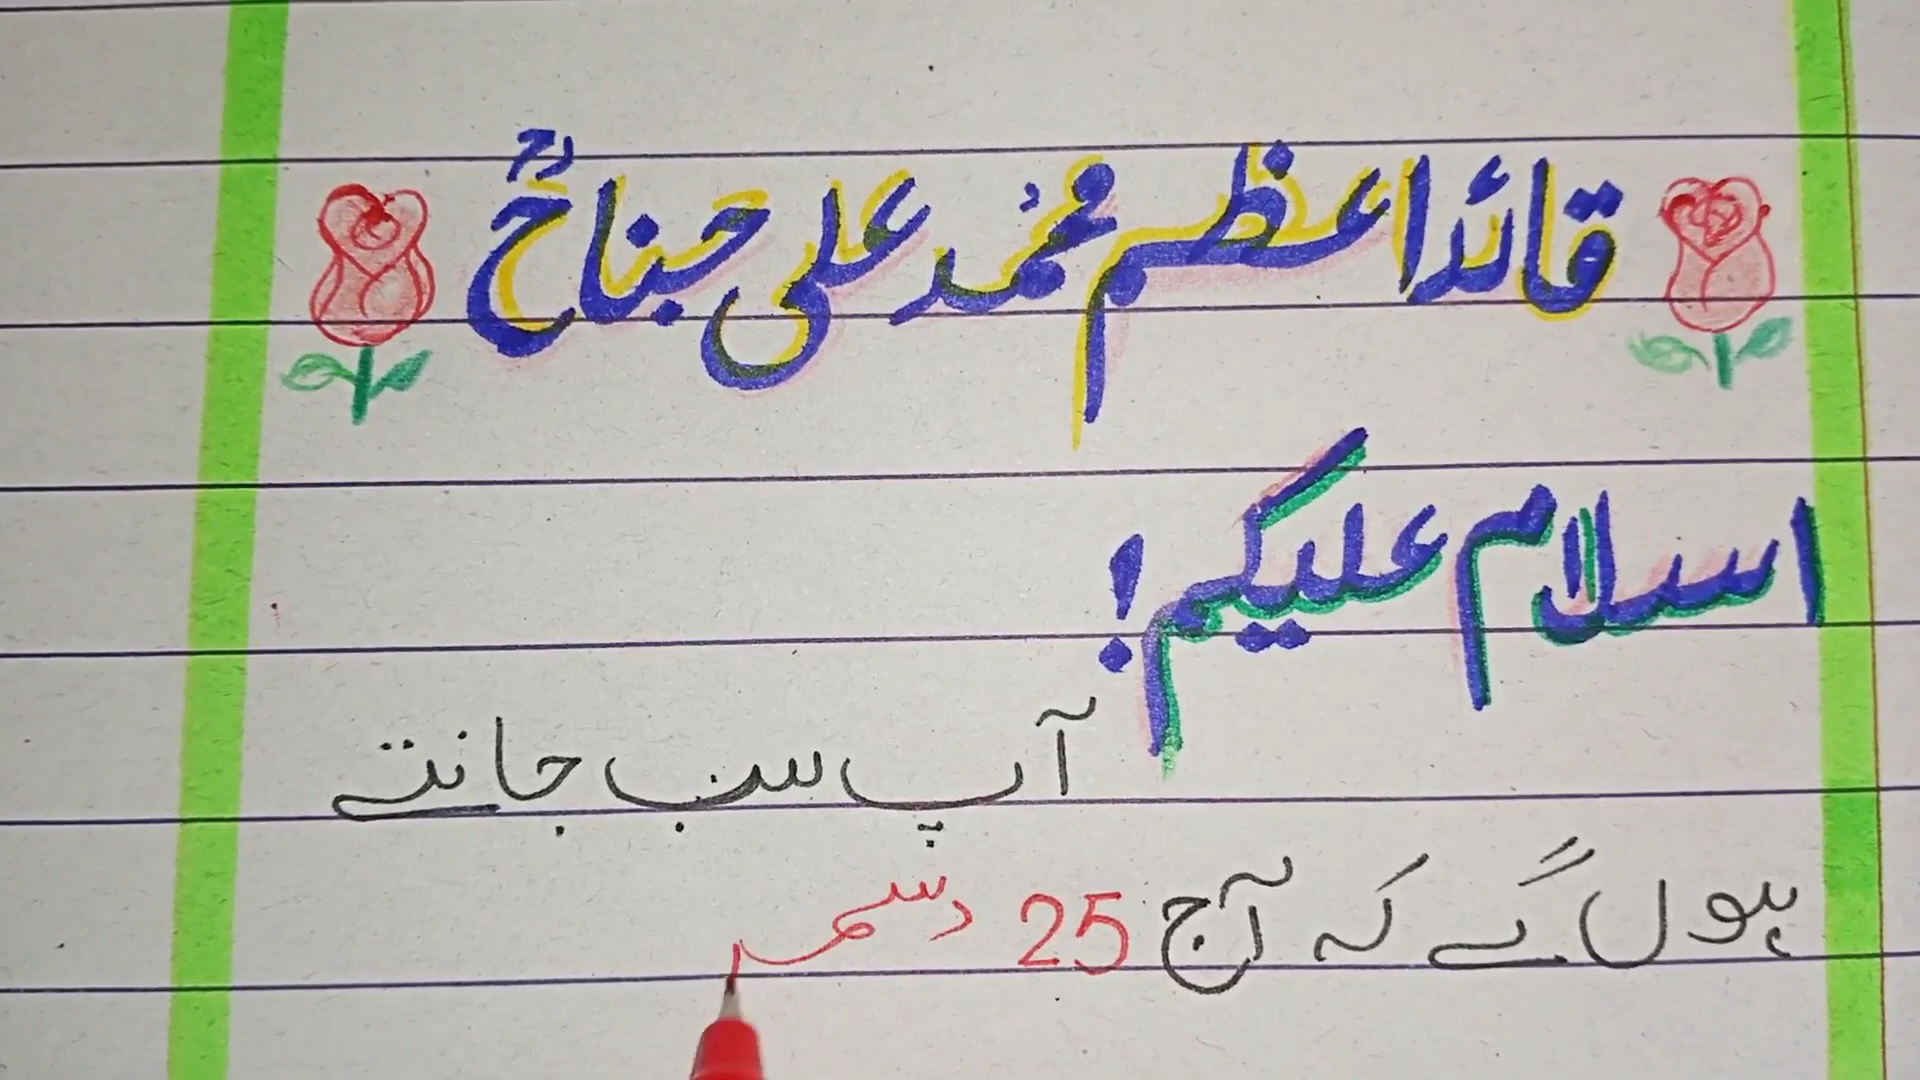 قائداعظم محمد علی جناحؒ
اسلام علیکم!
آپ سب جانتے
ہوں گے کہ آج 25 دسمبر